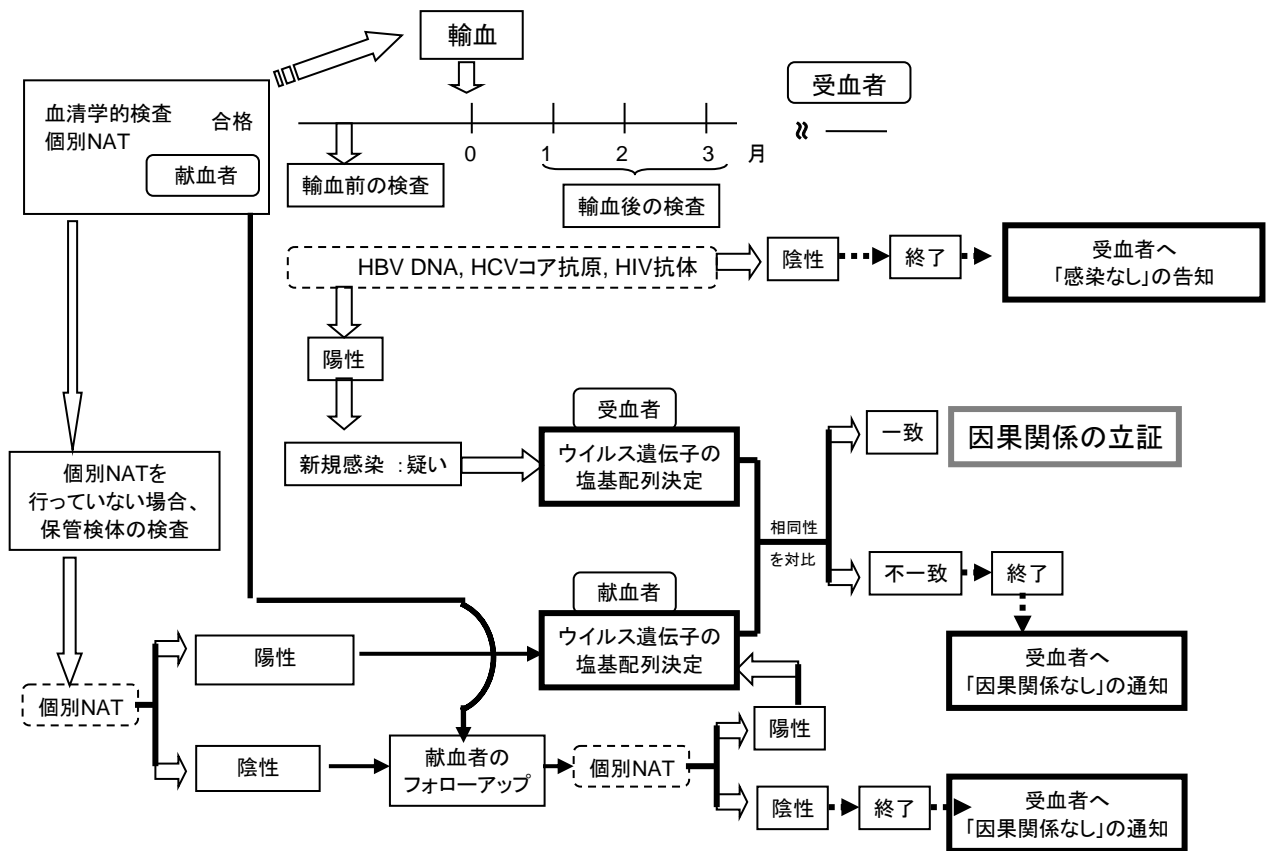 輸血
血清学的検査
個別NAT
合格
献血者
受血者
≈
0
1
2
3
月
輸血前の検査
輸血後の検査
HBV DNA, HCVコア抗原, HIV抗体
陰性
終了
受血者へ
「感染なし」の告知
陽性
新規感染 :疑い
受血者
ウイルス遺伝子の
塩基配列決定
一致
因果関係の立証
相同性
を対比
不一致
終了
受血者へ
「因果関係なし」の通知
個別NATを
行っていない場合、
保管検体の検査
献血者
ウイルス遺伝子の
塩基配列決定
個別NAT
陽性
陰性
献血者の
フォローアップ
個別NAT
陽性
陰性
終了
受血者へ
「因果関係なし」の通知